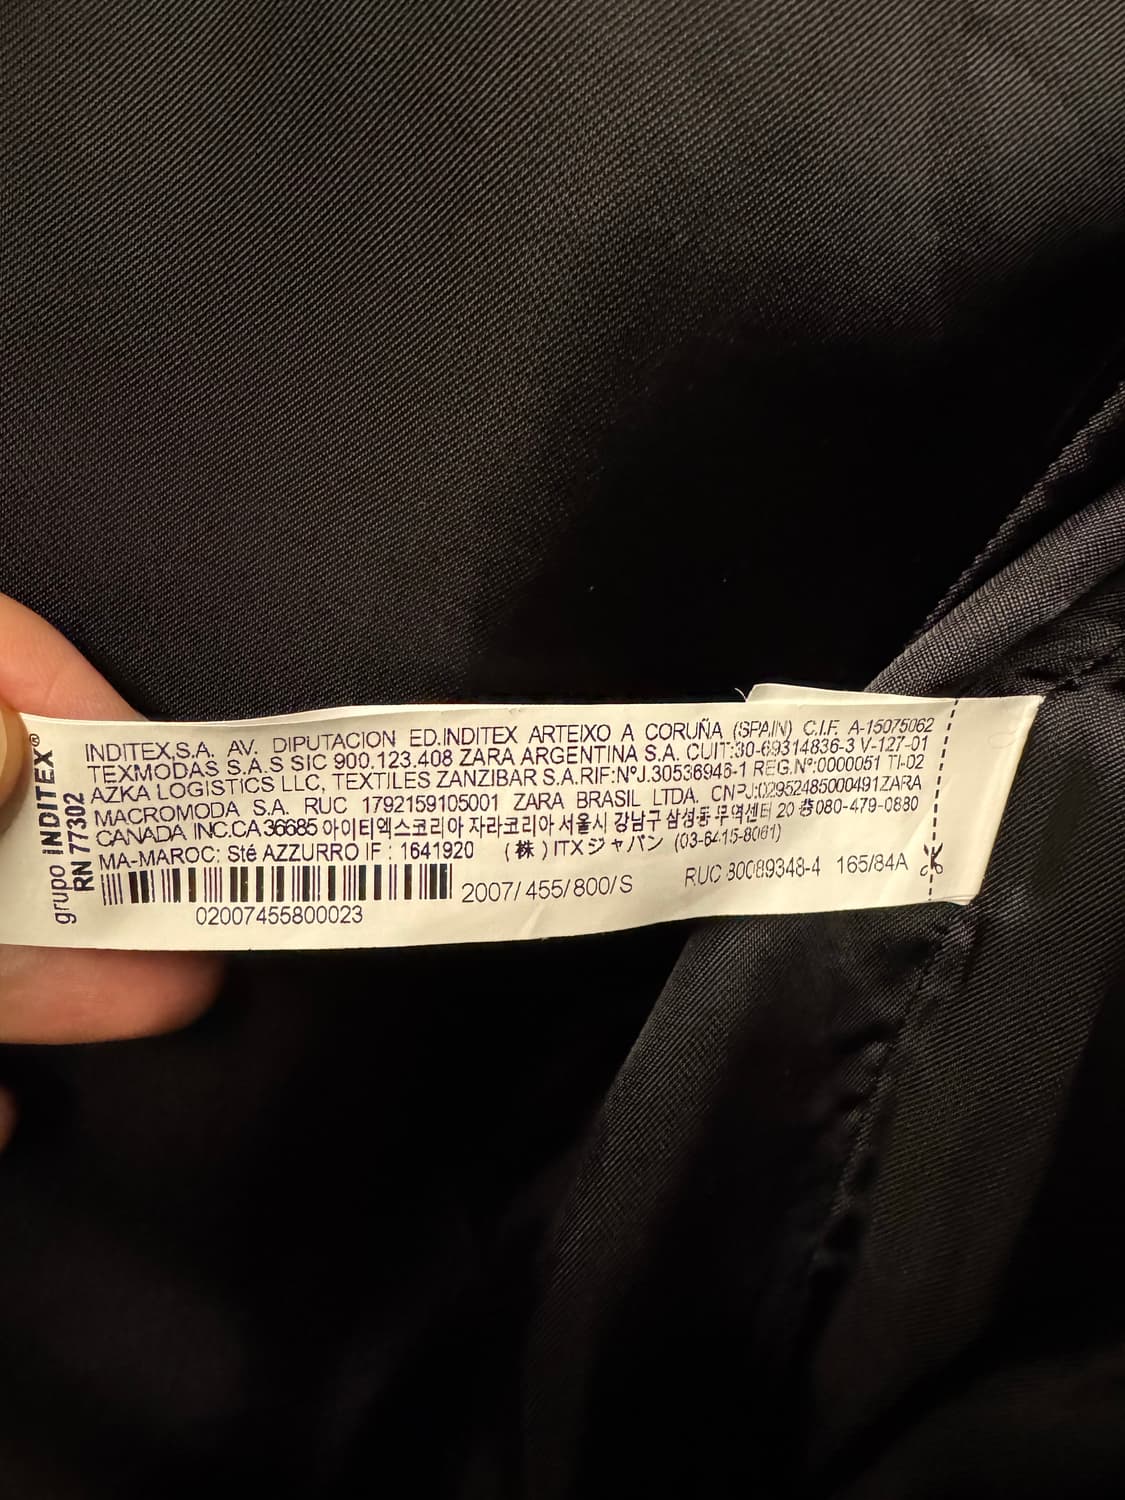 grupo INDITEX®
RN 77302
INDITEX,S.A. AV. DIPUTACION ED.INDITEX ARTEIXO A CORUÑA (SPAIN) C.I.F. A-15075062
TEXMODAS S.A.S SIC 900.123.408 ZARA ARGENTINA S.A. CUIT:30-69314836-3 V-127-01
AZKA LOGISTICS LLC, TEXTILES ZANZIBAR S.A.RIF:NºJ.30536946-1 REG.Nº:0000051 TI-02
MACROMODA S.A. RUC 1792159105001 ZARA BRASIL LTDA. CNPJ:02952485000491ZARA
CANADA INC.CA 36685 아이티엑스코리아 자라코리아 서울시 강남구 삼성동 무역센터 20 층080-479-0880
MA-MAROC: Sté AZZURRO IF : 1641920 (株)ITXジャパン (03-6415-8061)
2007/455/800/S RUC 30089348-4 165/84A
02007455800023